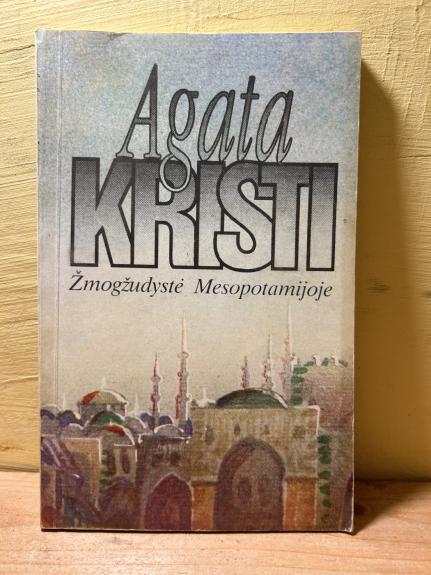 Agata
KRISTI
Žmogžudystė Mesopotamijoje